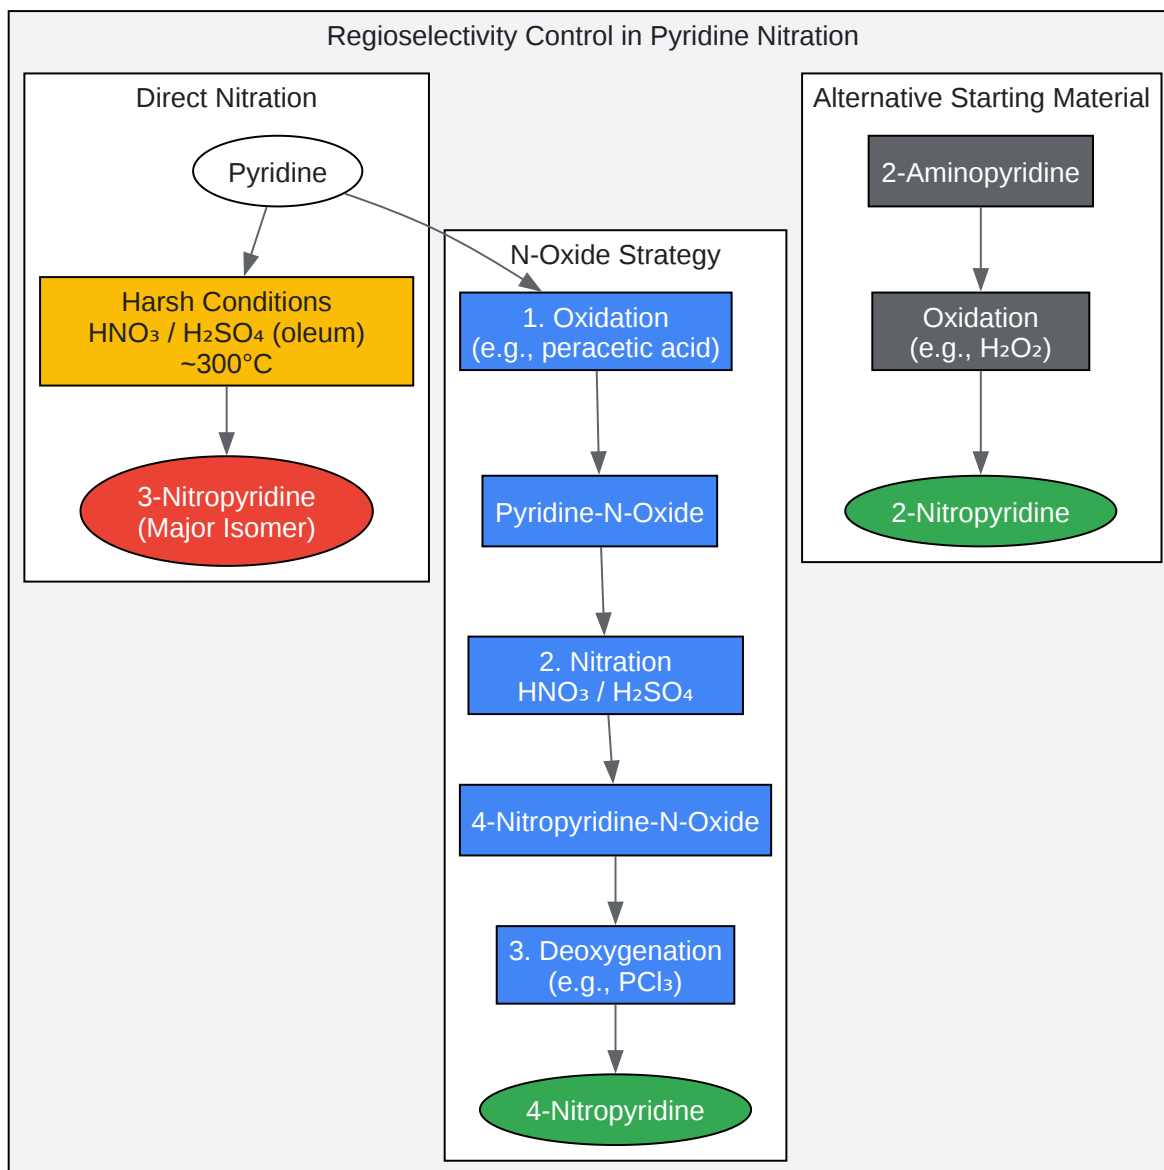 Regioselectivity Control in Pyridine Nitration
Direct Nitration
Pyridine
Harsh Conditions
HNO₃ / H₂SO₄ (oleum)
~300°C
3-Nitropyridine
(Major Isomer)
N-Oxide Strategy
1. Oxidation
(e.g., peracetic acid)
Pyridine-N-Oxide
2. Nitration
HNO₃ / H₂SO₄
4-Nitropyridine-N-Oxide
3. Deoxygenation
(e.g., PCl₃)
4-Nitropyridine
Alternative Starting Material
2-Aminopyridine
Oxidation
(e.g., H₂O₂)
2-Nitropyridine